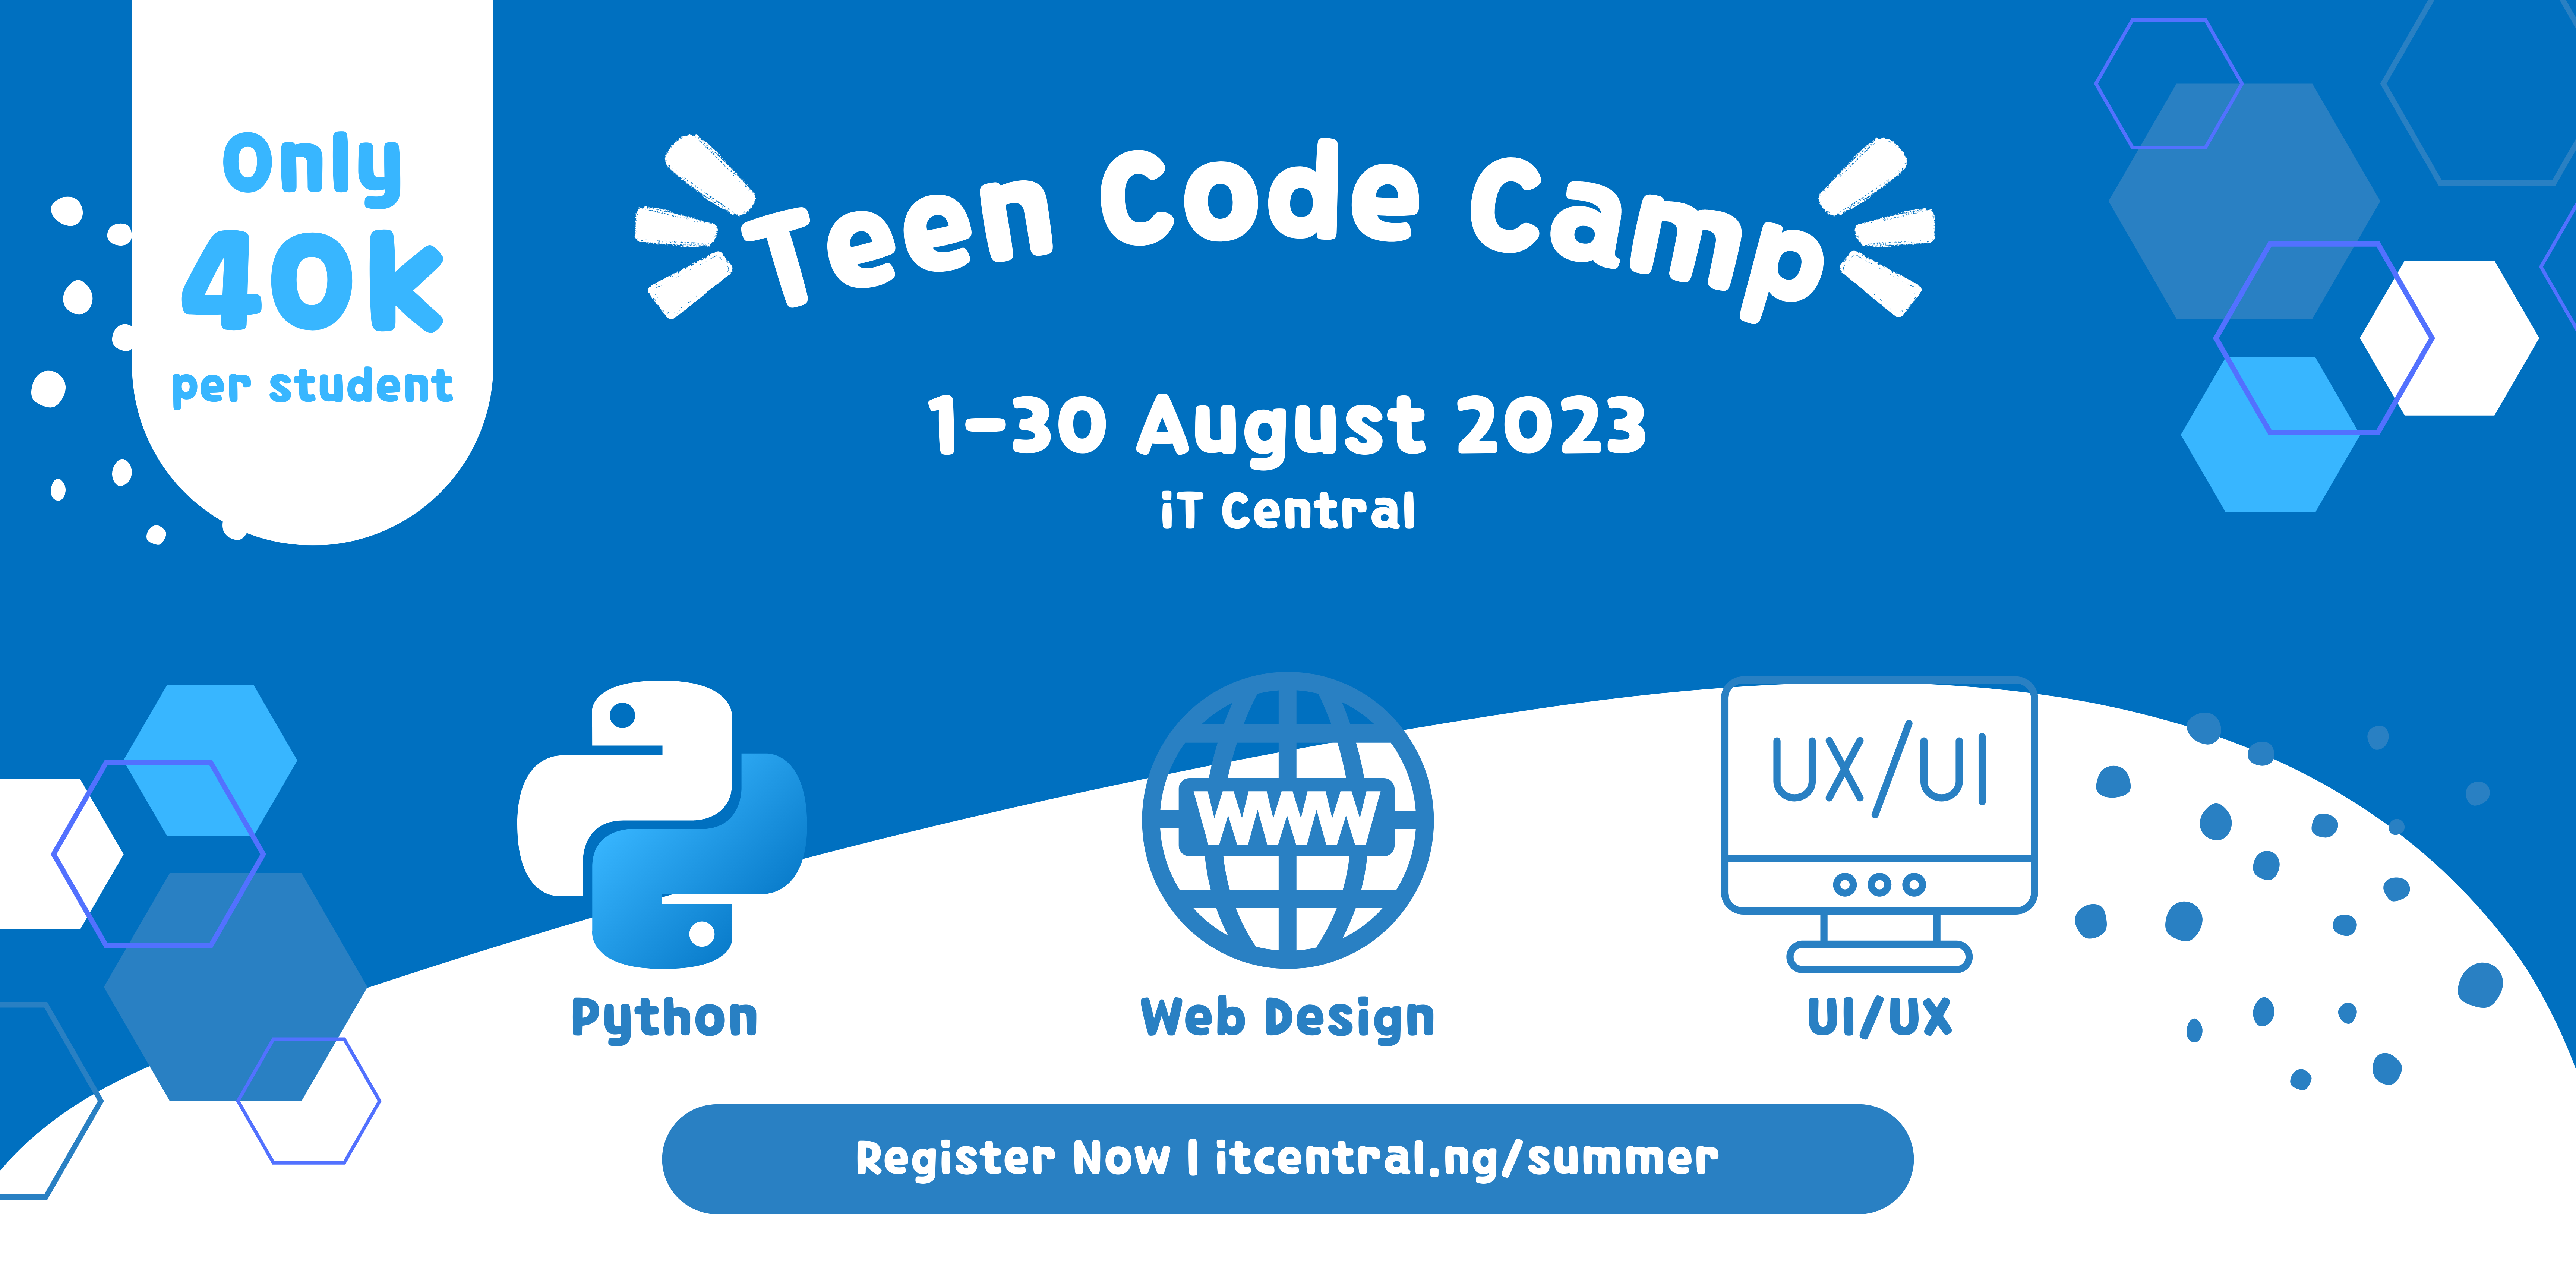 Only
40k
per student
Teen Code Camp
1-30 August 2023
iT Central
WWW
UX/UI
Python
Web Design
UI/UX
Register Now | itcentral.ng/summer